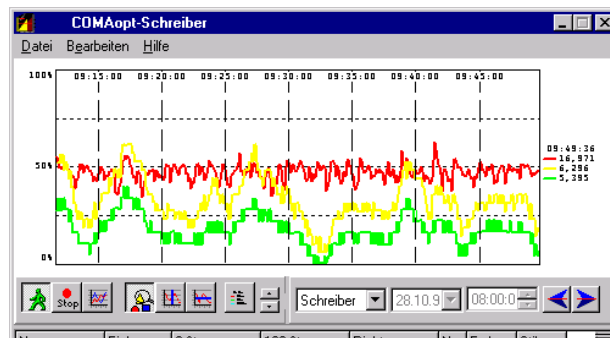 COMAopt-Schreiber
Datei Bearbeiten Hilfe
100% 09:15:00 09:20:00 09:25:00 09:30:00 09:35:00 09:40:00 09:45:00
50%
0%
09:49:36
16,971
6,296
5,395
Stop
Schreiber 28.10.9 08:00:0